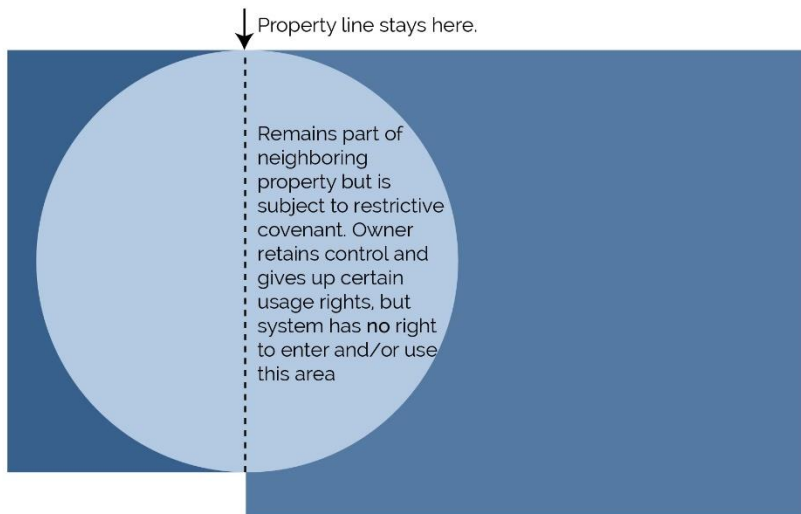 Property line stays here.
Remains part of
neighboring
property but is
subject to restrictive
covenant. Owner
retains control and
gives up certain
usage rights, but
system has no right
to enter and/or use
this area